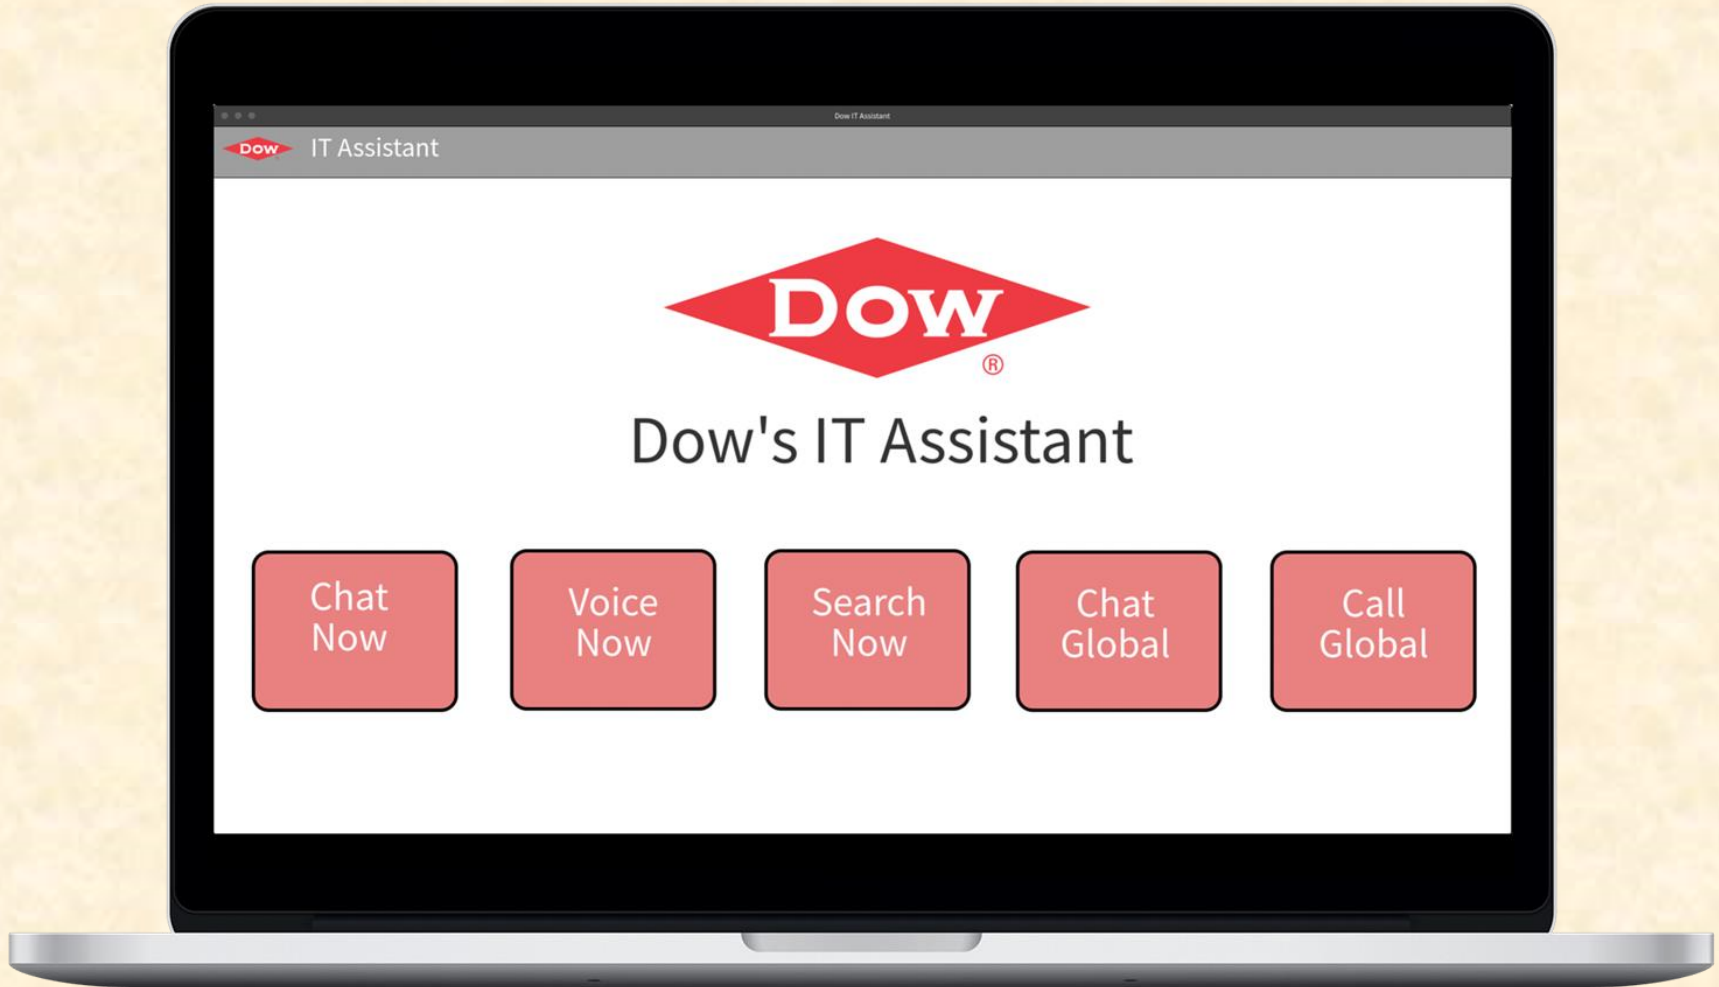 Dow IT Assistant
DOW IT Assistant
DOW
®
Dow's IT Assistant
Chat
Now
Voice
Now
Search
Now
Chat
Global
Call
Global